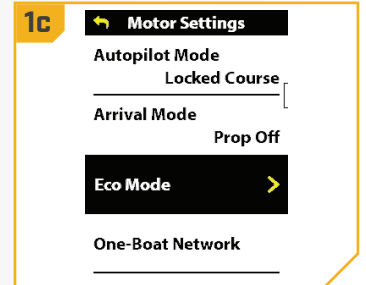 1c
Motor Settings
Autopilot Mode
Locked Course
Arrival Mode
Prop Off
Eco Mode
One-Boat Network